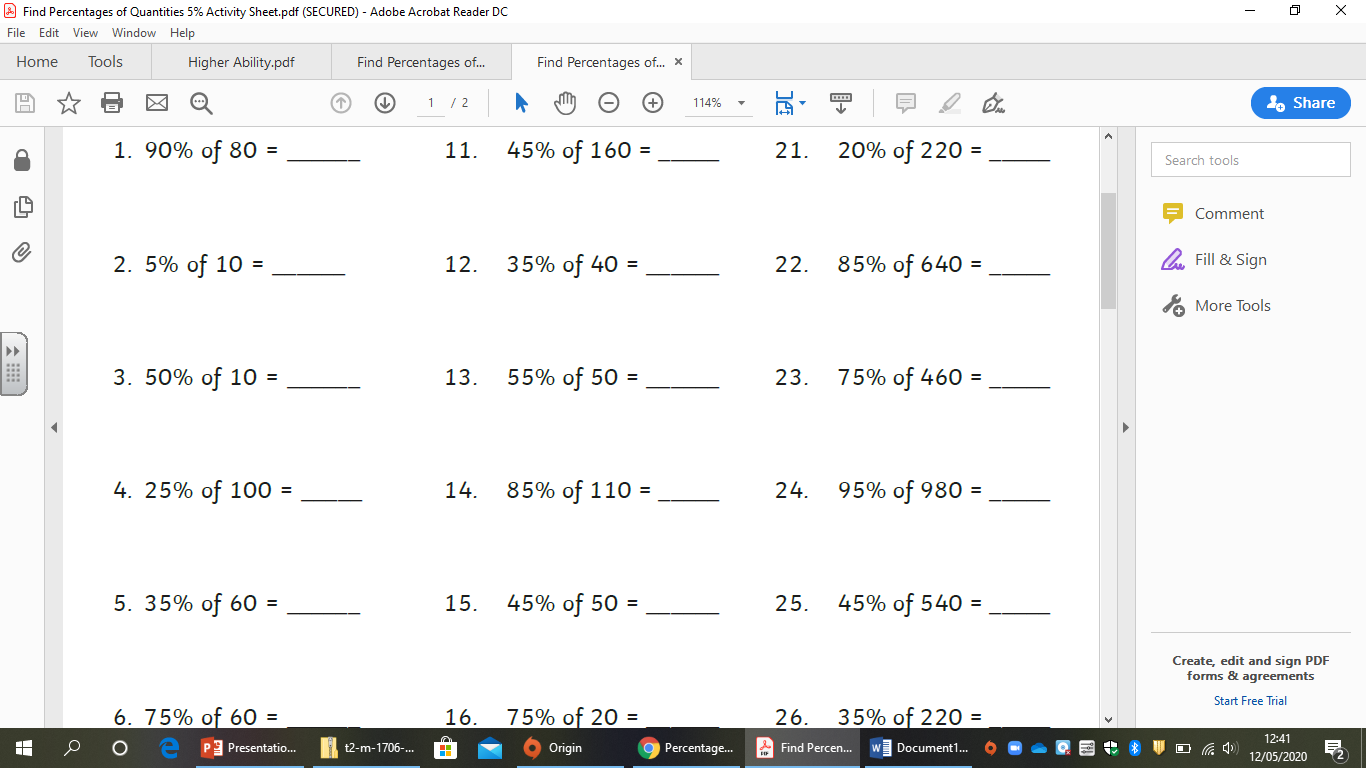 Find Percentages of Quantities 5% Activity Sheet.pdf (SECURED) - Adobe Acrobat Reader DC
File Edit View Window Help
Home Tools Higher Ability.pdf Find Percentages of... Find Percentages of... ×
1 / 2 114% Share
1. 90% of 80 = ______ 11. 45% of 160 = _____ 21. 20% of 220 = _____
2. 5% of 10 = ______ 12. 35% of 40 = ______ 22. 85% of 640 = _____
3. 50% of 10 = ______ 13. 55% of 50 = ______ 23. 75% of 460 = _____
4. 25% of 100 = _____ 14. 85% of 110 = _____ 24. 95% of 980 = _____
5. 35% of 60 = ______ 15. 45% of 50 = ______ 25. 45% of 540 = _____
6. 75% of 60 = ______ 16. 75% of 20 = ______ 26. 35% of 220 = _____
Search tools
Comment
Fill & Sign
More Tools
Create, edit and sign PDF
forms & agreements
Start Free Trial
Presentatio... t2-m-1706-... Origin Percentage... Find Percen... Document1... 12:41
12/05/2020 2